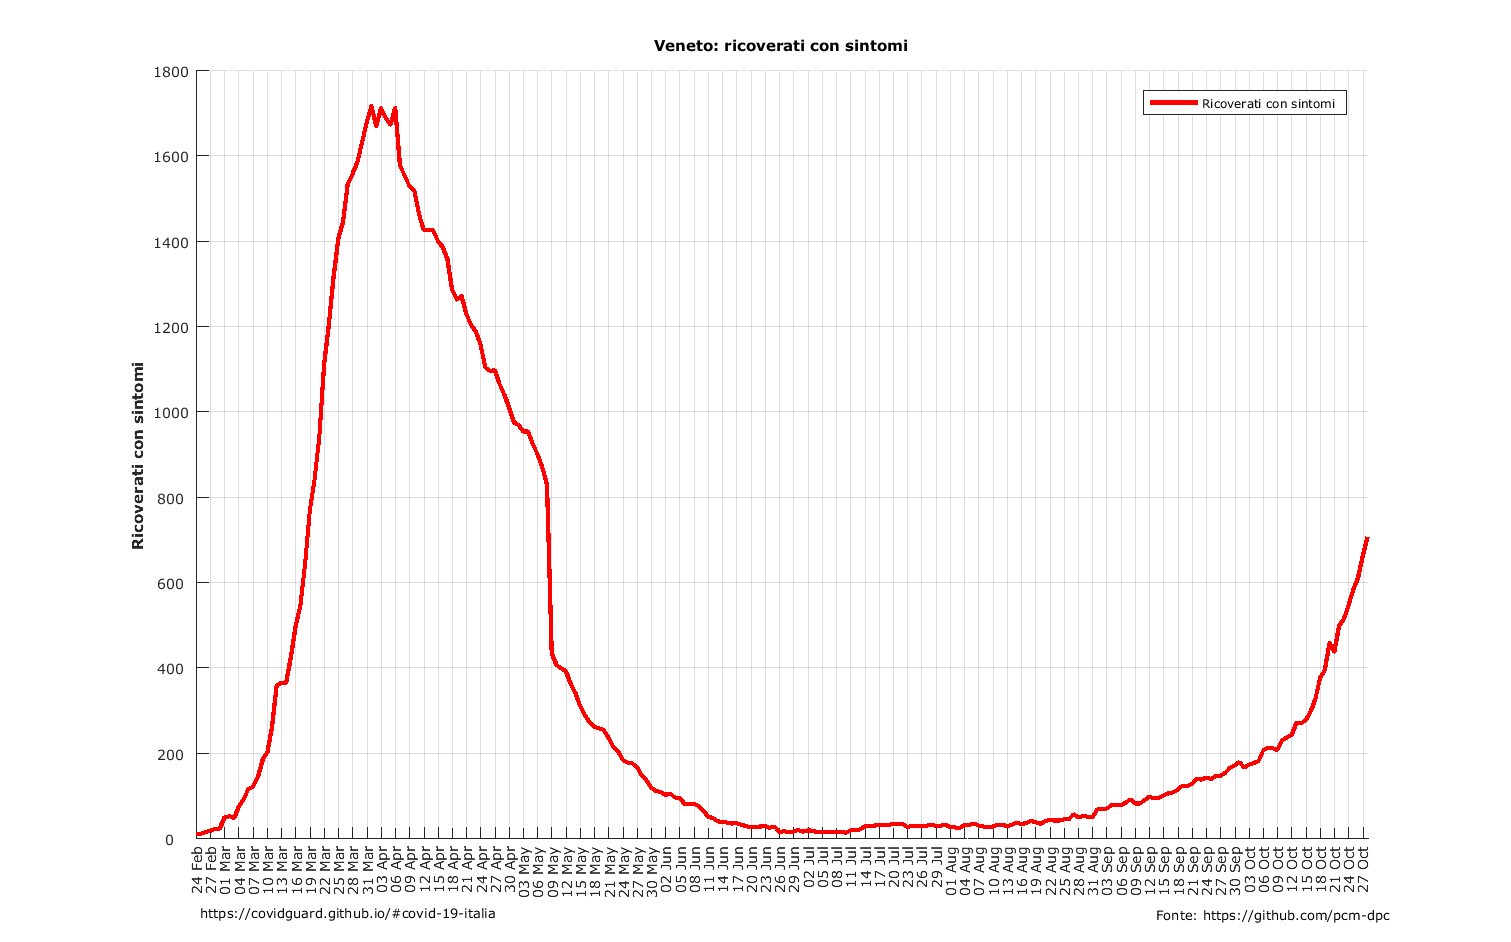 Veneto: ricoverati con sintomi
Ricoverati con sintomi
Ricoverati con sintomi
1800
1600
1400
1200
1000
800
600
400
200
0
24 Feb
27 Feb
01 Mar
04 Mar
07 Mar
10 Mar
13 Mar
16 Mar
19 Mar
22 Mar
25 Mar
28 Mar
31 Mar
03 Apr
06 Apr
09 Apr
12 Apr
15 Apr
18 Apr
21 Apr
24 Apr
27 Apr
30 Apr
03 May
06 May
09 May
12 May
15 May
18 May
21 May
24 May
27 May
30 May
02 Jun
05 Jun
08 Jun
11 Jun
14 Jun
17 Jun
20 Jun
23 Jun
26 Jun
29 Jun
02 Jul
05 Jul
08 Jul
11 Jul
14 Jul
17 Jul
20 Jul
23 Jul
26 Jul
29 Jul
01 Aug
04 Aug
07 Aug
10 Aug
13 Aug
16 Aug
19 Aug
22 Aug
25 Aug
28 Aug
31 Aug
03 Sep
06 Sep
09 Sep
12 Sep
15 Sep
18 Sep
21 Sep
24 Sep
27 Sep
30 Sep
03 Oct
06 Oct
09 Oct
12 Oct
15 Oct
18 Oct
21 Oct
24 Oct
27 Oct
https://covidguard.github.io/#covid-19-italia
Fonte: https://github.com/pcm-dpc